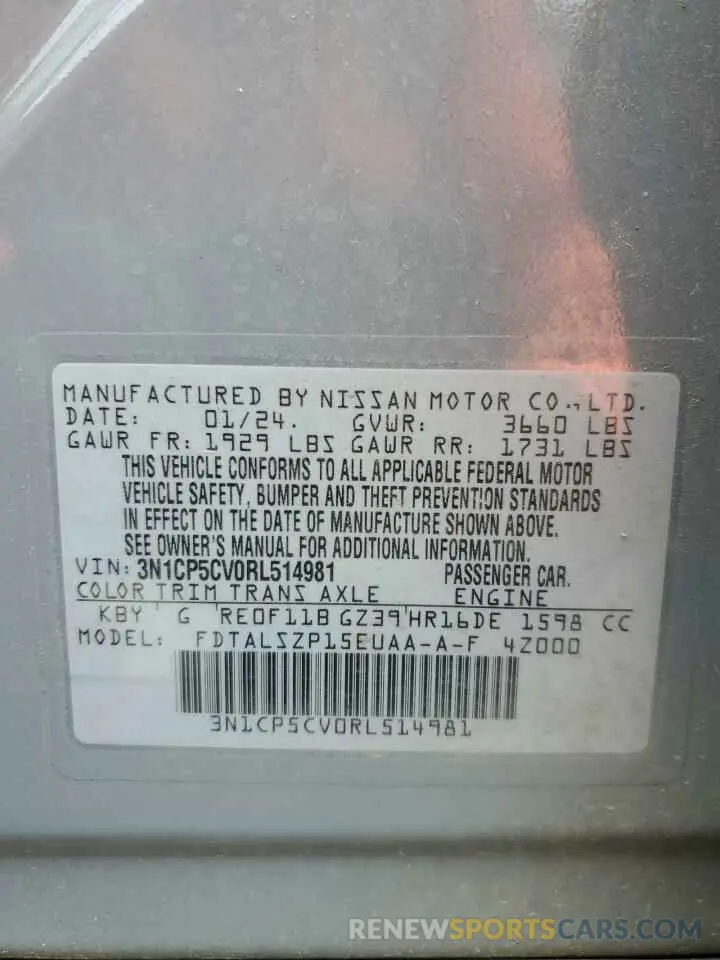 MANUFACTURED BY NISSAN MOTOR CO.,LTD.
DATE: 01/24. GVWR: 3660 LBS
GAWR FR: 1929 LBS GAWR RR: 1731 LBS
THIS VEHICLE CONFORMS TO ALL APPLICABLE FEDERAL MOTOR
VEHICLE SAFETY, BUMPER AND THEFT PREVENTION STANDARDS
IN EFFECT ON THE DATE OF MANUFACTURE SHOWN ABOVE.
SEE OWNER'S MANUAL FOR ADDITIONAL INFORMATION.
VIN: 3N1CP5CV0RL514981 PASSENGER CAR.
COLOR TRIM TRANS AXLE ENGINE
KBY G RE0F11B GZ39 HR16DE 1598 CC
MODEL: FDTALSZP15EUAA-A-F 4Z000
3N1CP5CV0RL514981
RENEWSPORTSCARS.COM